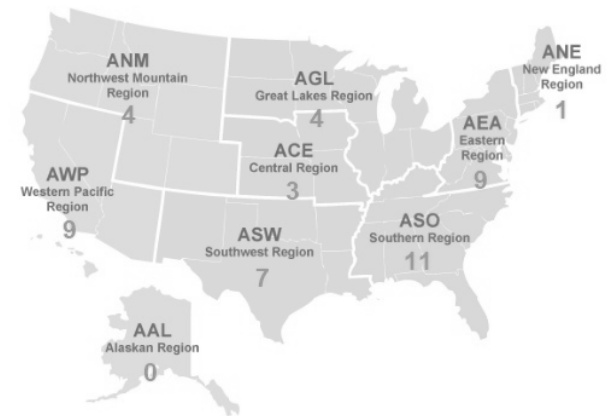 ANM
Northwest Mountain
Region
4
AGL
Great Lakes Region
4
ANE
New England
Region
1
AEA
Eastern
Region
9
ACE
Central Region
3
AWP
Western Pacific
Region
9
ASW
Southwest Region
7
ASO
Southern Region
11
AAL
Alaskan Region
0